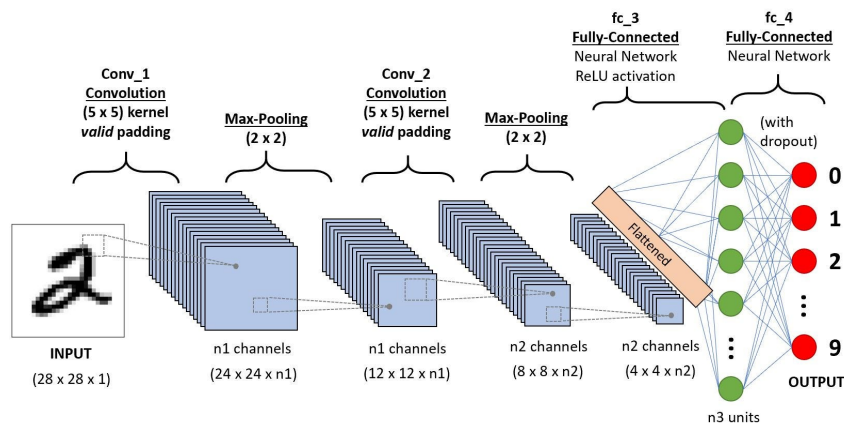 fc_3
Fully-Connected
Neural Network
ReLU activation
fc_4
Fully-Connected
Neural Network
Conv_1
Convolution
(5 x 5) kernel
valid padding
Max-Pooling
(2 x 2)
Conv_2
Convolution
(5 x 5) kernel
valid padding
Max-Pooling
(2 x 2)
(with
dropout)
0
1
2
9
2
Flattened
INPUT
(28 x 28 x 1)
n1 channels
(24 x 24 x n1)
n1 channels
(12 x 12 x n1)
n2 channels
(8 x 8 x n2)
n2 channels
(4 x 4 x n2)
OUTPUT
n3 units